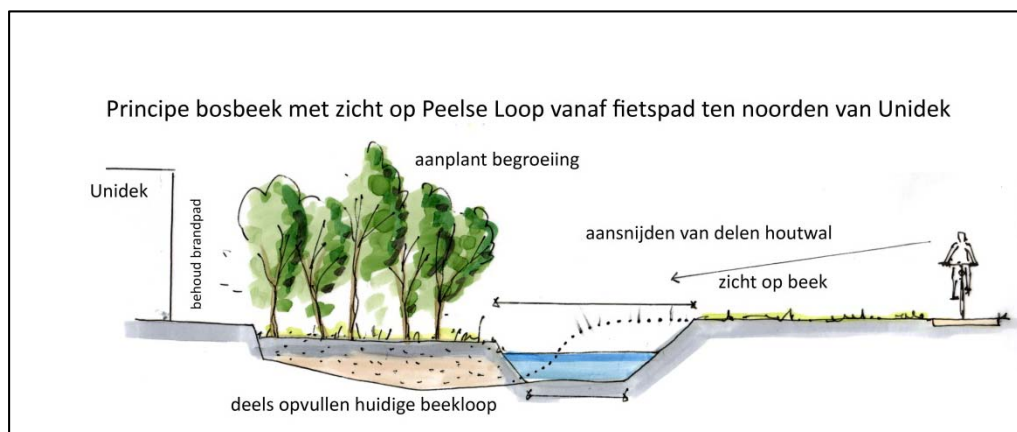 Principe bosbeek met zicht op Peelse Loop vanaf fietspad ten noorden van Unidek
aanplant begroeiing
Unidek
behoud brandpad
aansnijden van delen houtwal
zicht op beek
deels opvullen huidige beekloop